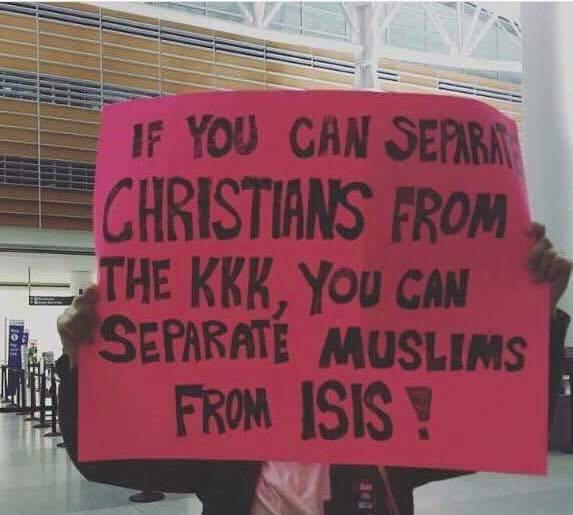 IF YOU CAN SEPARATE
CHRISTIANS FROM
THE KKK, YOU CAN
SEPARATE MUSLIMS
FROM ISIS!